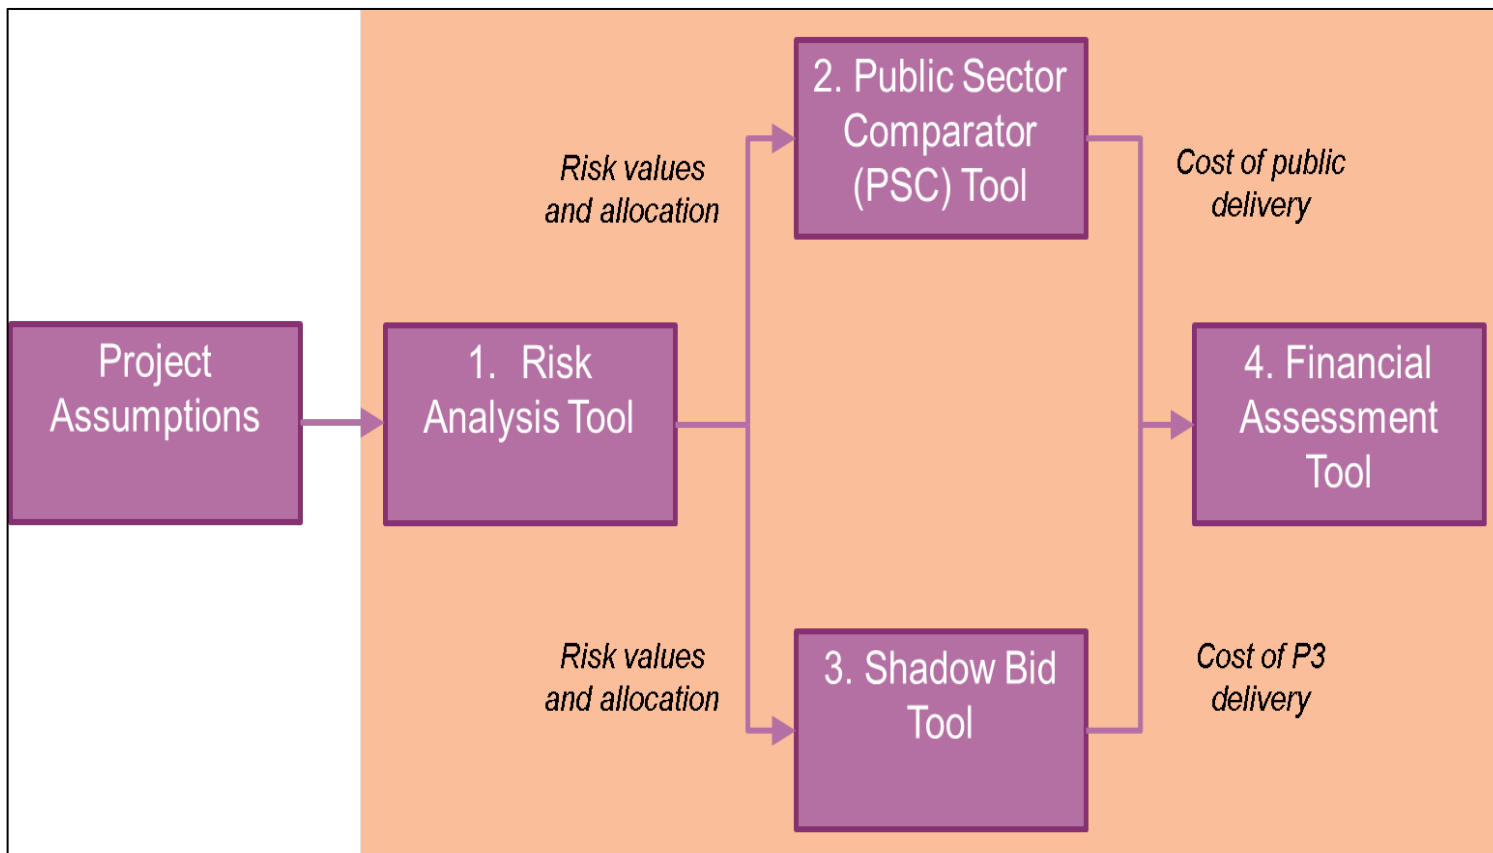 Project
Assumptions
1. Risk
Analysis Tool
Risk values
and allocation
2. Public Sector
Comparator
(PSC) Tool
Cost of public
delivery
Risk values
and allocation
3. Shadow Bid
Tool
Cost of P3
delivery
4. Financial
Assessment
Tool